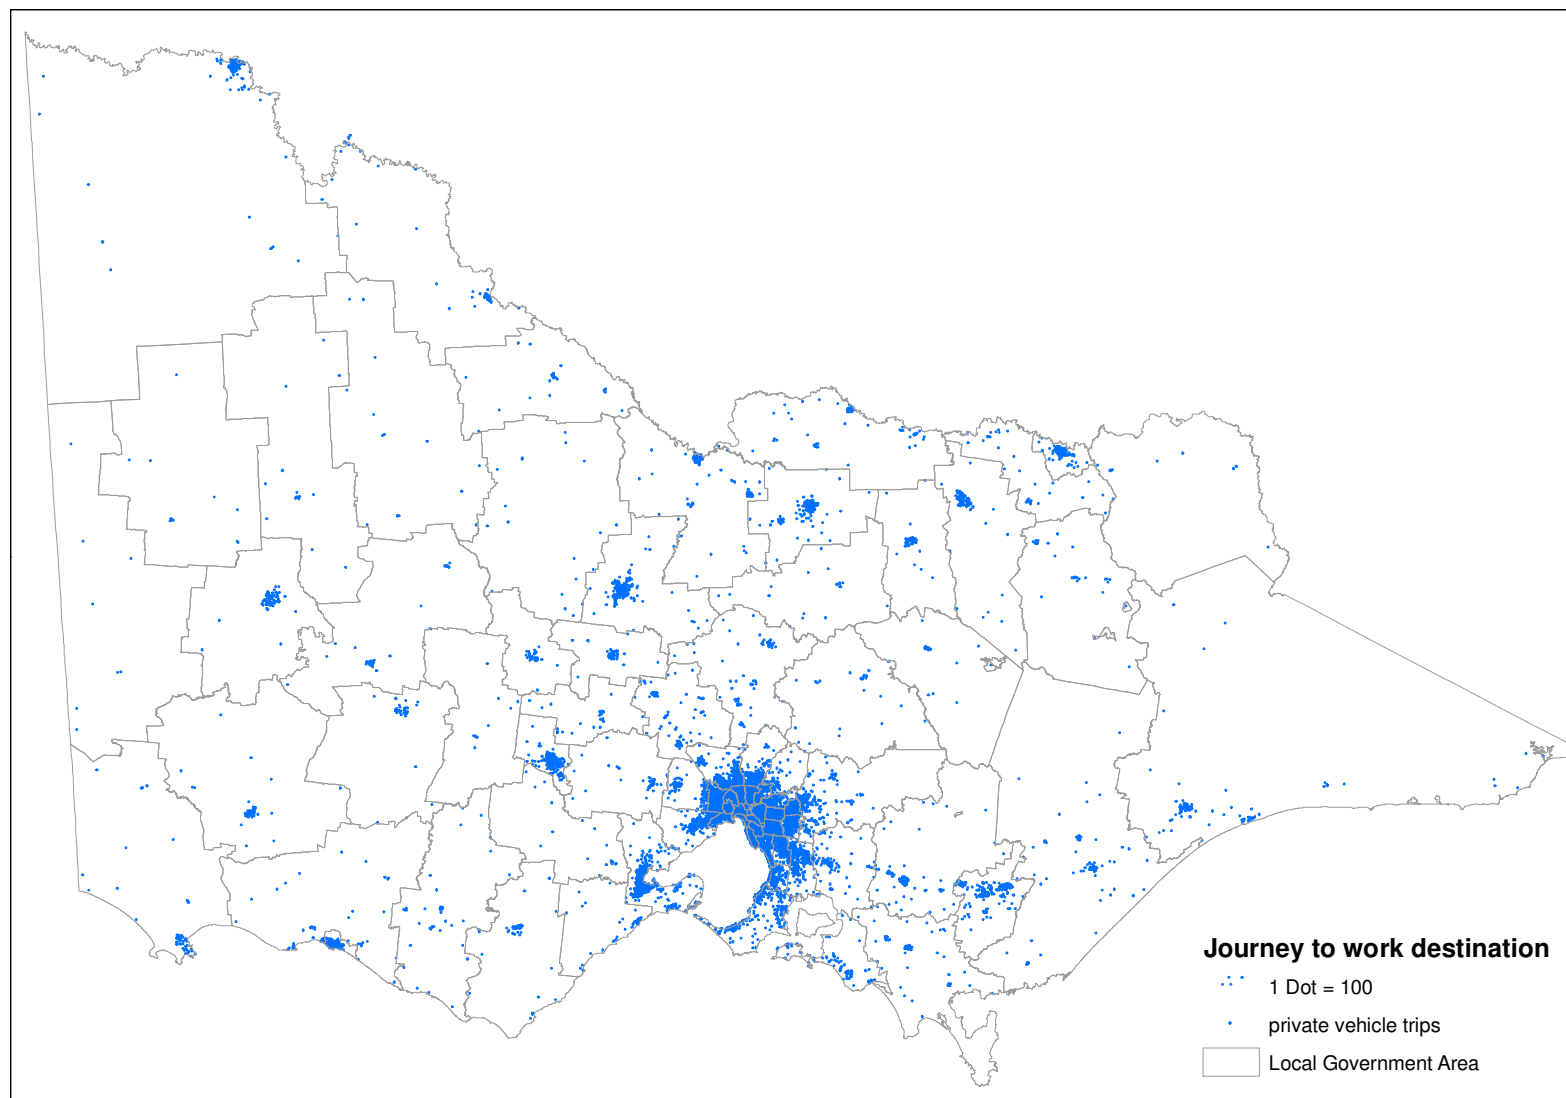 Journey to work destination
1 Dot = 100
private vehicle trips
Local Government Area